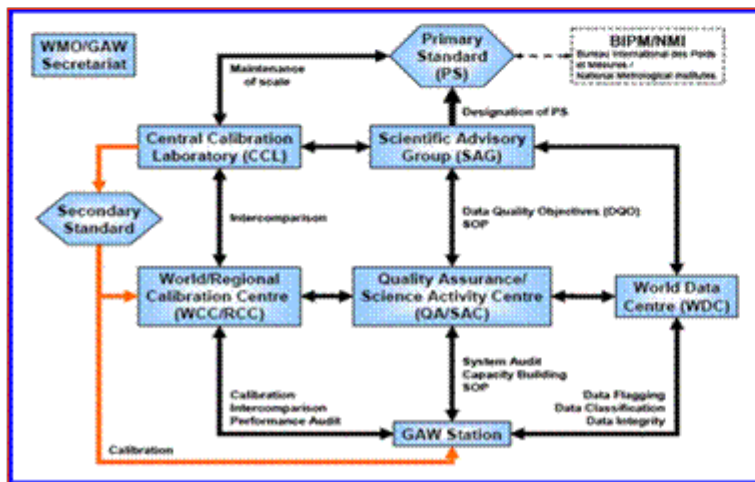 WMO/GAW
Secretariat
Primary
Standard
(PS)
BIPM/NMI
Bureau International des Poids
et Mesures /
National Metrological Institutes
Maintenance
of scale
Designation of PS
Central Calibration
Laboratory (CCL)
Scientific Advisory
Group (SAG)
Secondary
Standard
Intercomparison
Data Quality Objectives (DQO)
SOP
World/Regional
Calibration Centre
(WCC/RCC)
Quality Assurance/
Science Activity Centre
(QA/SAC)
World Data
Centre (WDC)
System Audit
Capacity Building
SOP
Calibration
Intercomparison
Performance Audit
Data Flagging
Data Classification
Data Integrity
GAW Station
Calibration